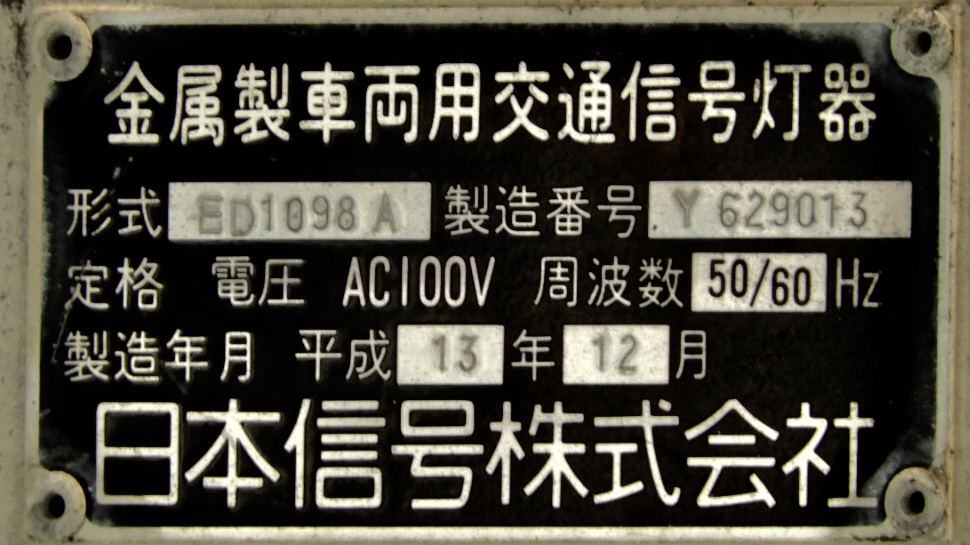 金属製車両用交通信号灯器
形式 ED1098A 製造番号 Y629013
定格 電圧 AC100V 周波数 50/60 Hz
製造年月 平成 13 年 12 月
日本信号株式会社